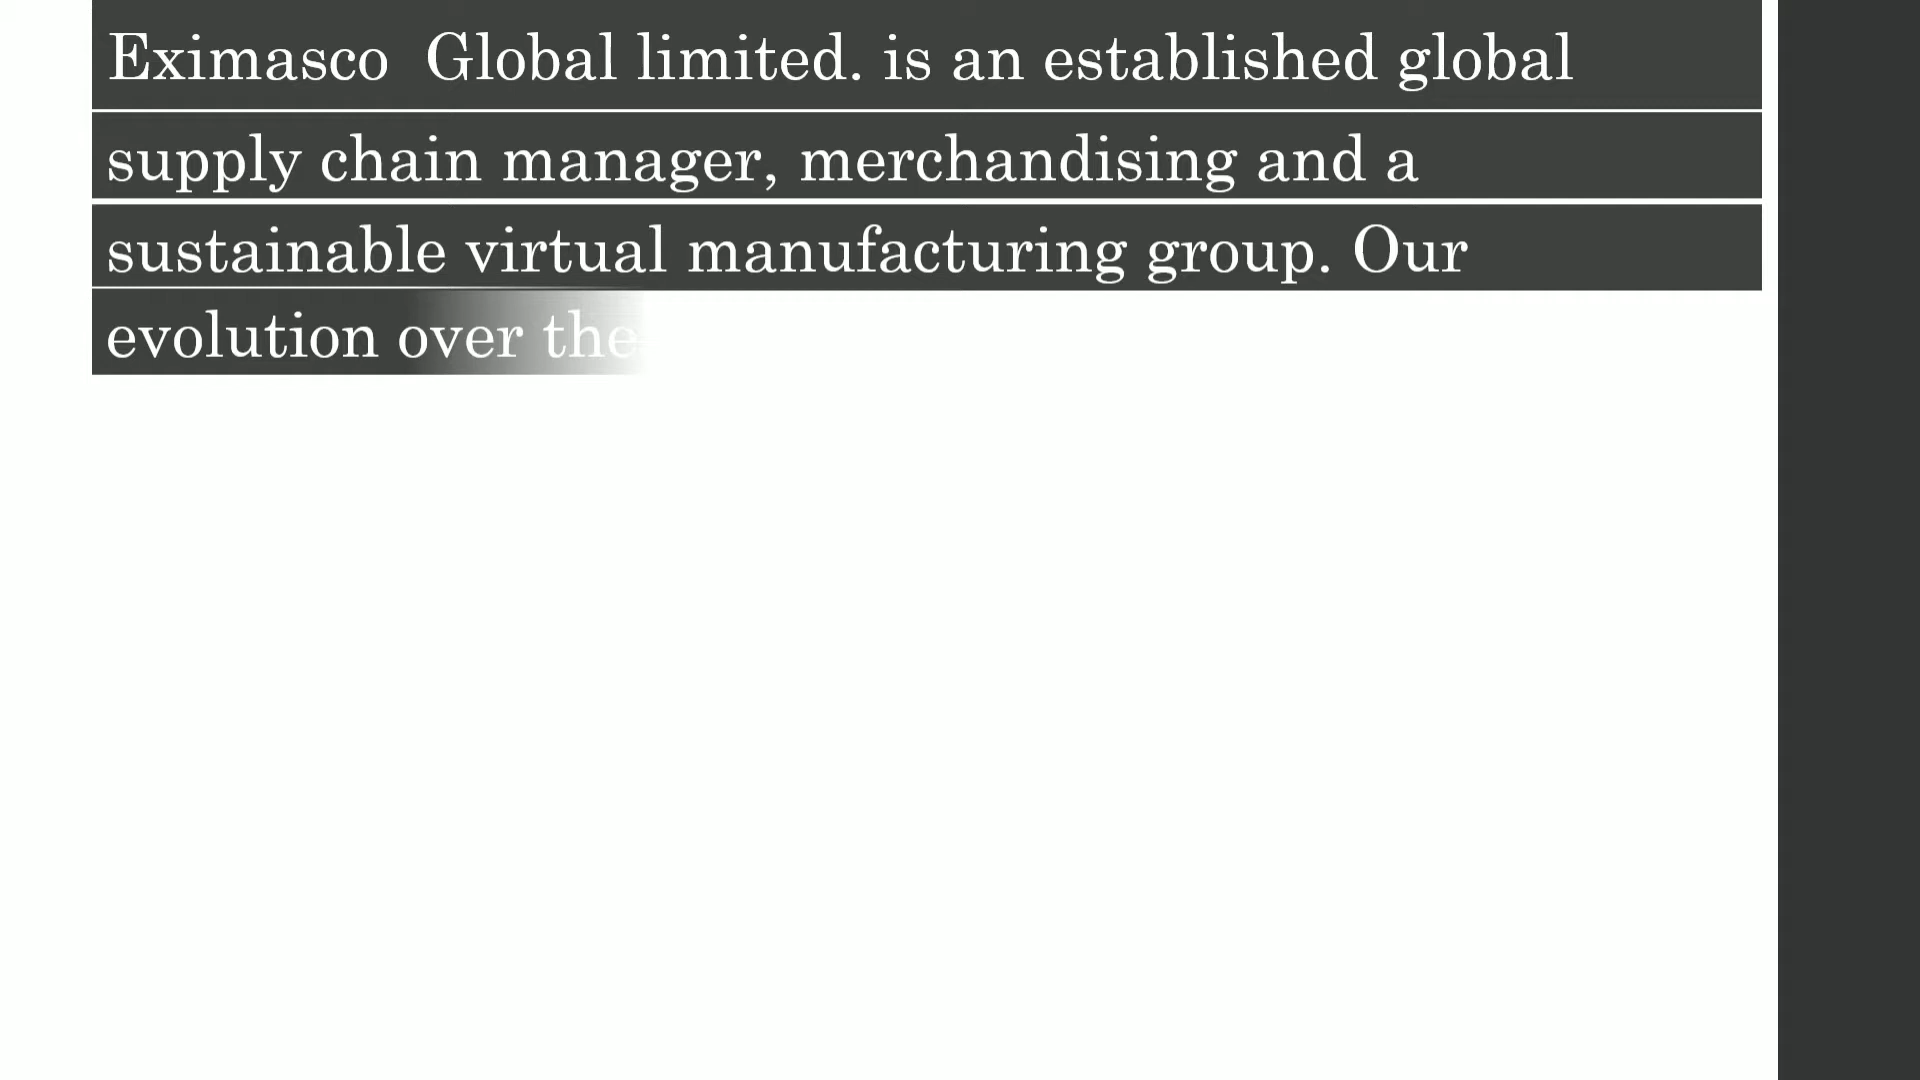 Eximasco  Global limited. is an established global
supply chain manager, merchandising and a
sustainable virtual manufacturing group. Our
evolution over the